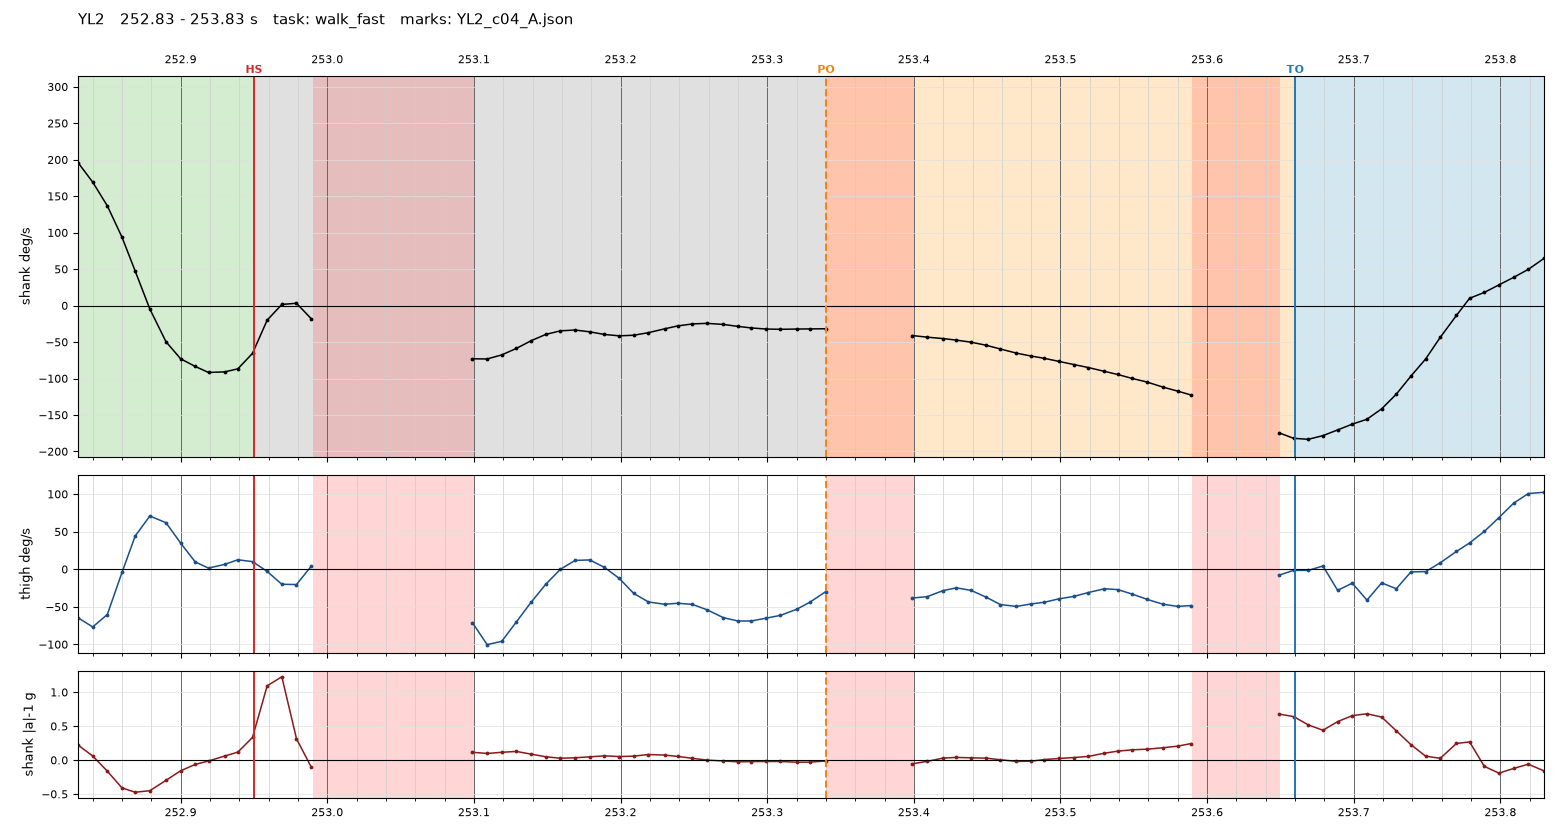 YL2   252.83 - 253.83 s   task: walk_fast   marks: YL2_c04_A.json
252.9 253.0 253.1 253.2 253.3 253.4 253.5 253.6 253.7 253.8
HS PO TO
shank deg/s
300
250
200
150
100
50
0
−50
−100
−150
−200
thigh deg/s
100
50
0
−50
−100
shank |a|-1 g
1.0
0.5
0.0
−0.5
252.9 253.0 253.1 253.2 253.3 253.4 253.5 253.6 253.7 253.8